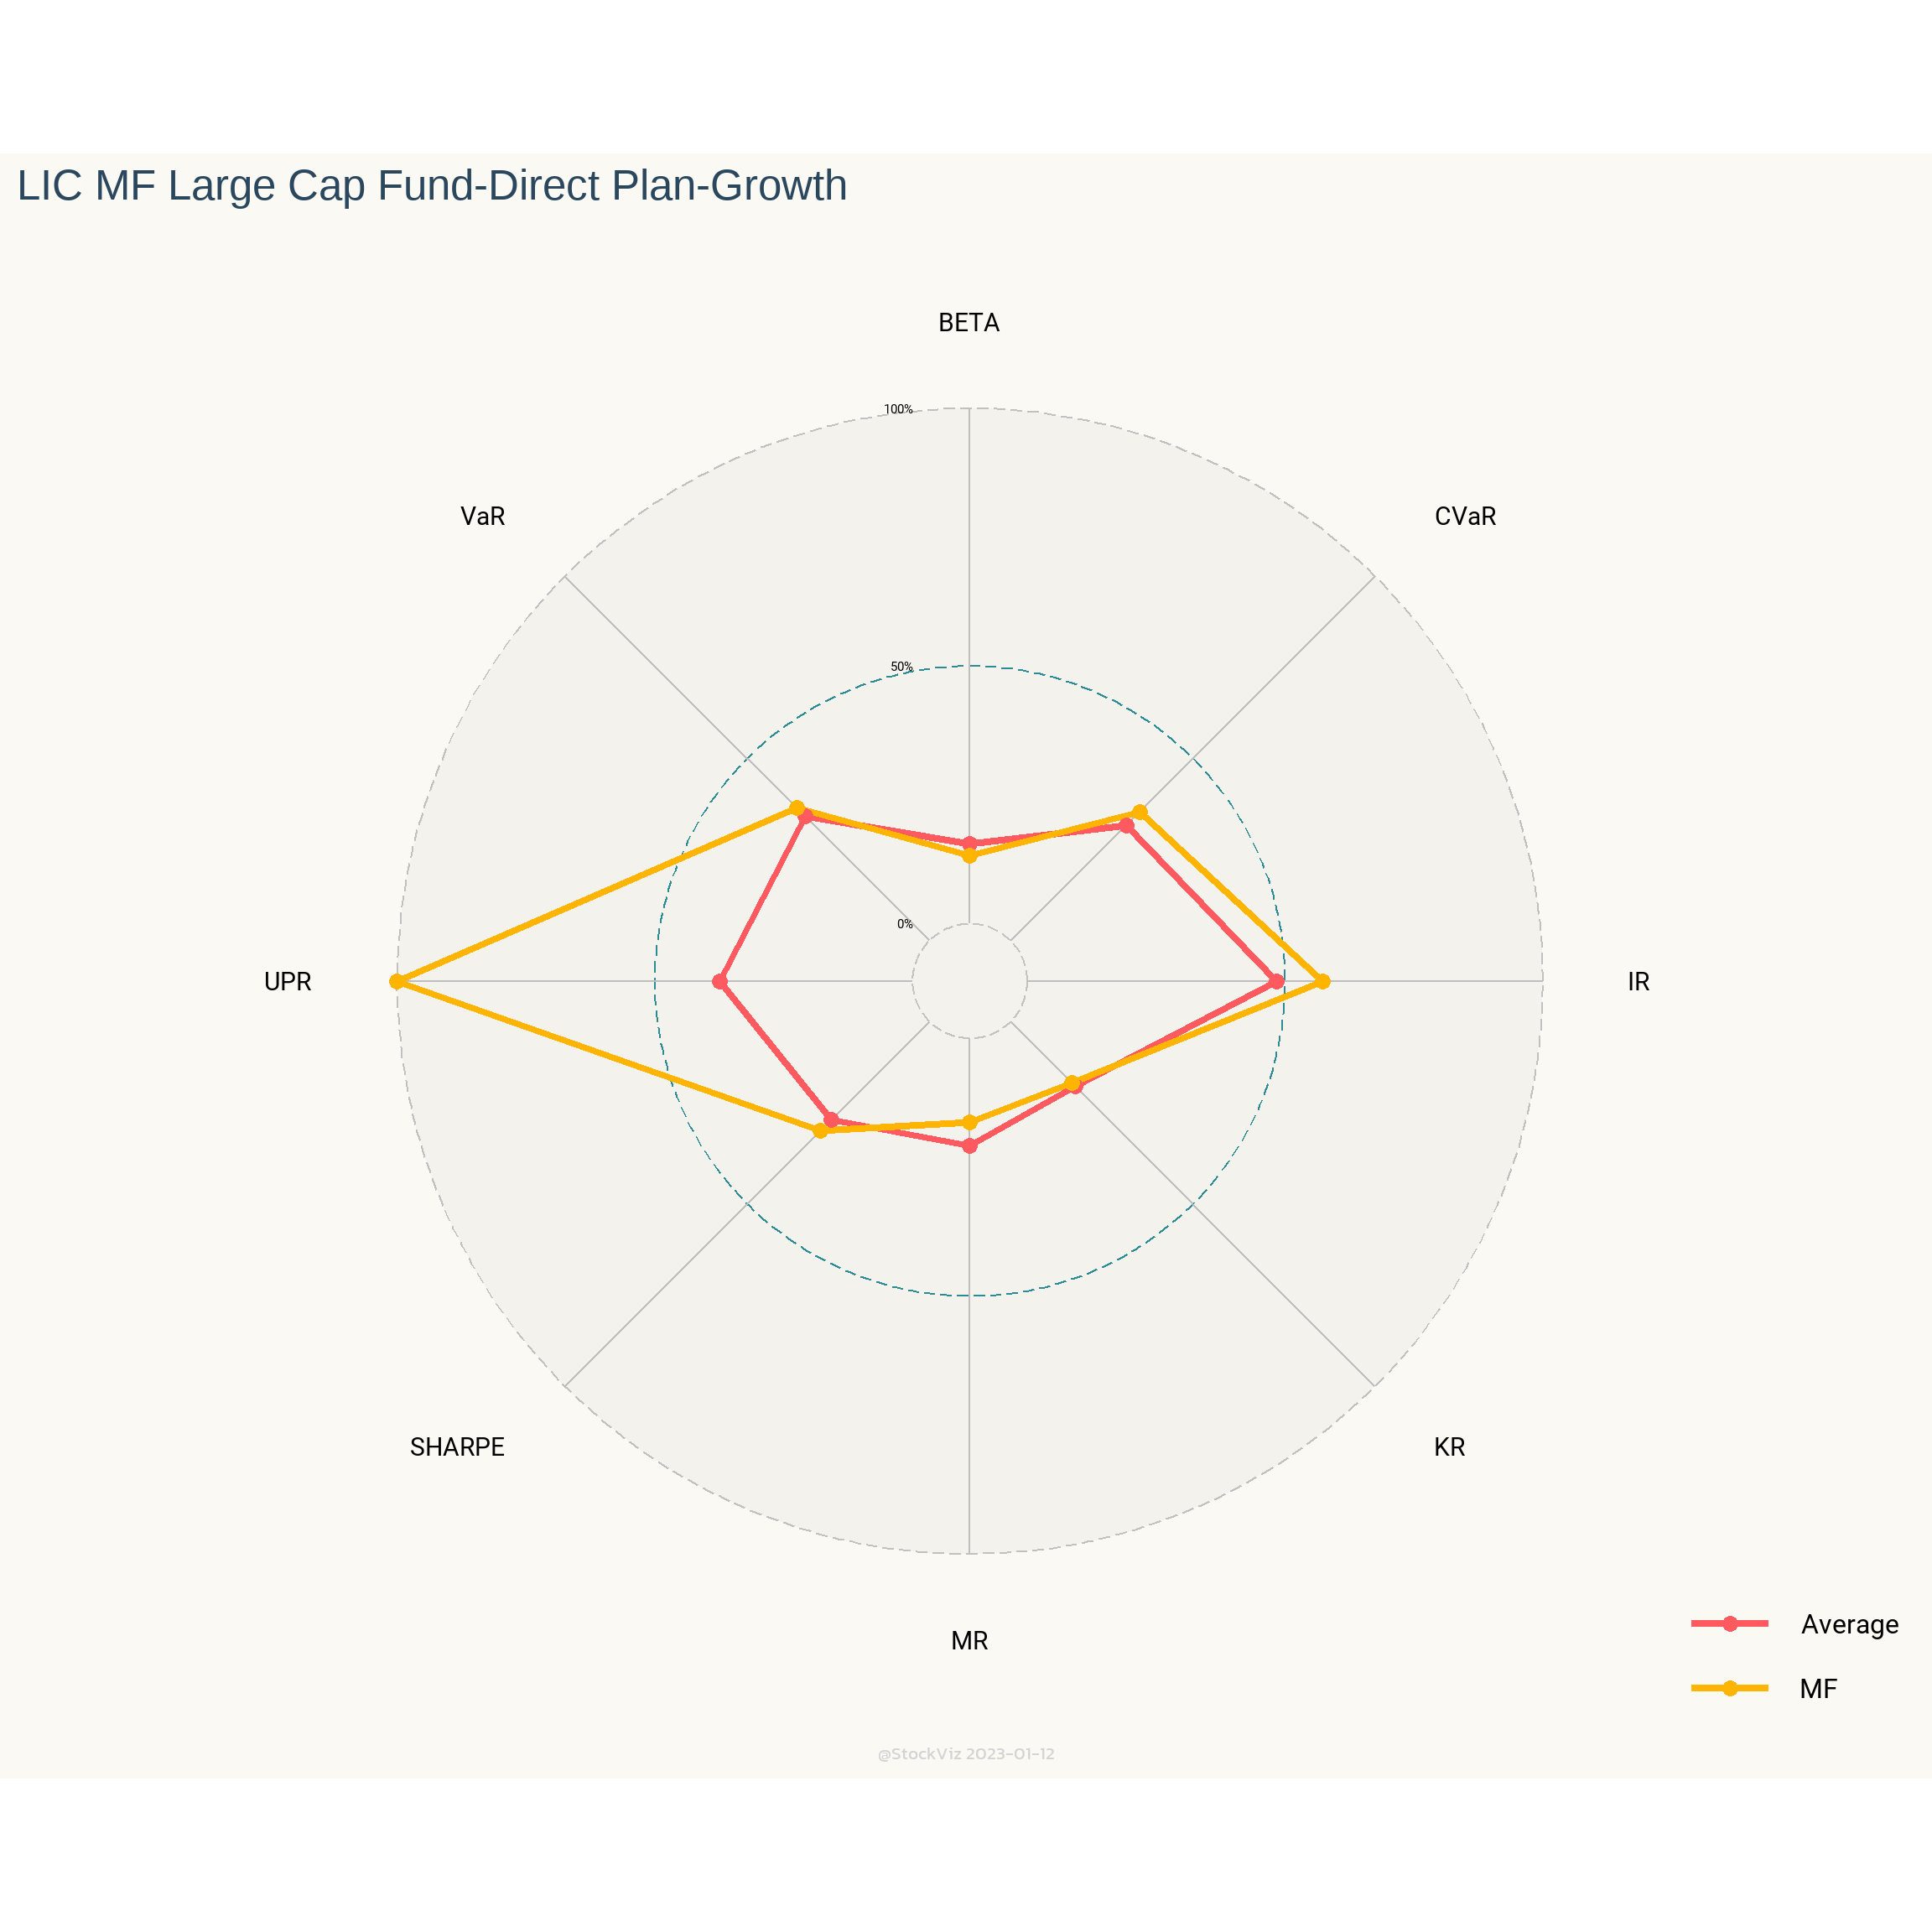 LIC MF Large Cap Fund-Direct Plan-Growth
BETA
100%
VaR
CVaR
50%
0%
UPR
IR
SHARPE
KR
MR
Average
MF
@StockViz 2023-01-12